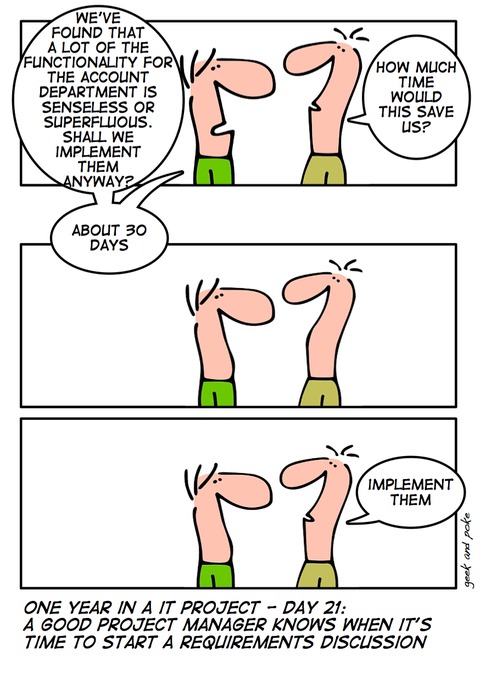 WE'VE
FOUND THAT
A LOT OF THE
FUNCTIONALITY FOR
THE ACCOUNT
DEPARTMENT IS
SENSELESS OR
SUPERFLUOUS.
SHALL WE
IMPLEMENT
THEM
ANYWAY?
HOW MUCH
TIME
WOULD
THIS SAVE
US?
ABOUT 30
DAYS
IMPLEMENT
THEM
geek and poke
ONE YEAR IN A IT PROJECT - DAY 21:
A GOOD PROJECT MANAGER KNOWS WHEN IT'S
TIME TO START A REQUIREMENTS DISCUSSION